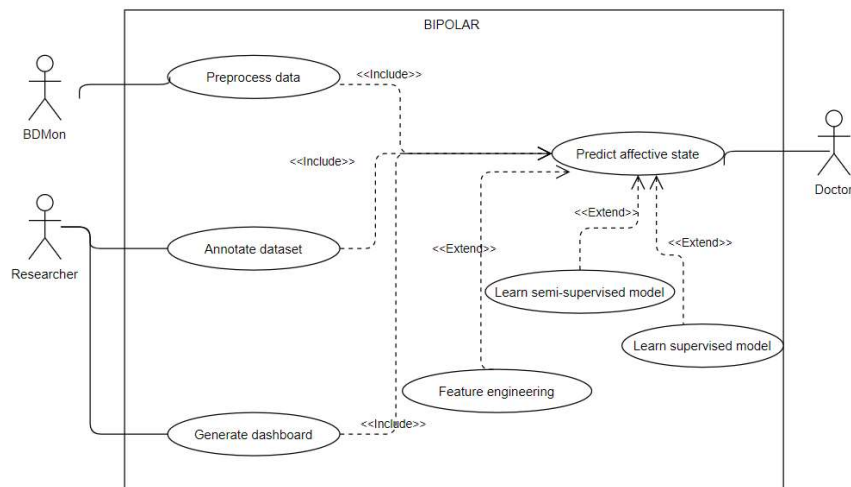 BIPOLAR
Preprocess data
<<Include>>
BDMon
<<Include>>
Predict affective state
Doctor
<<Extend>>
Researcher
Annotate dataset
<<Extend>>
<<Extend>>
Learn semi-supervised model
Learn supervised model
Feature engineering
<<Include>>
Generate dashboard